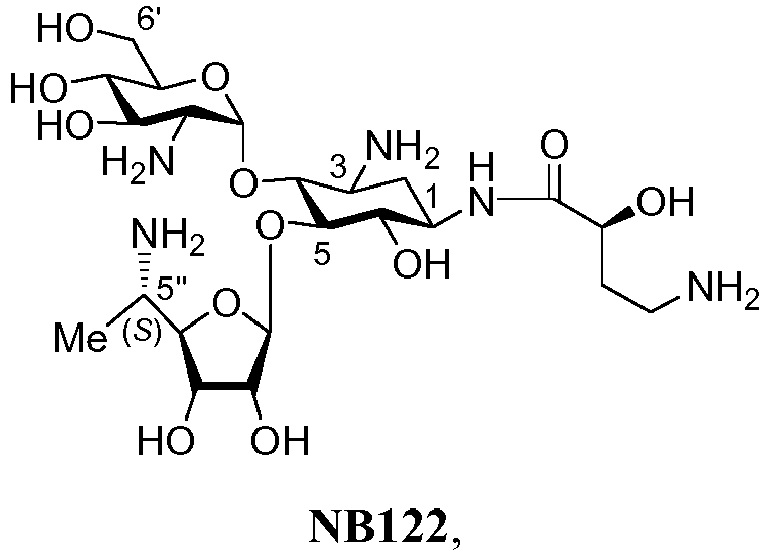 HO 6'
HO O
HO
H2N NH2 H O
O 3 1 N
O OH
NH2 5 OH
5" O NH2
Me (S)
HO OH
NB122,